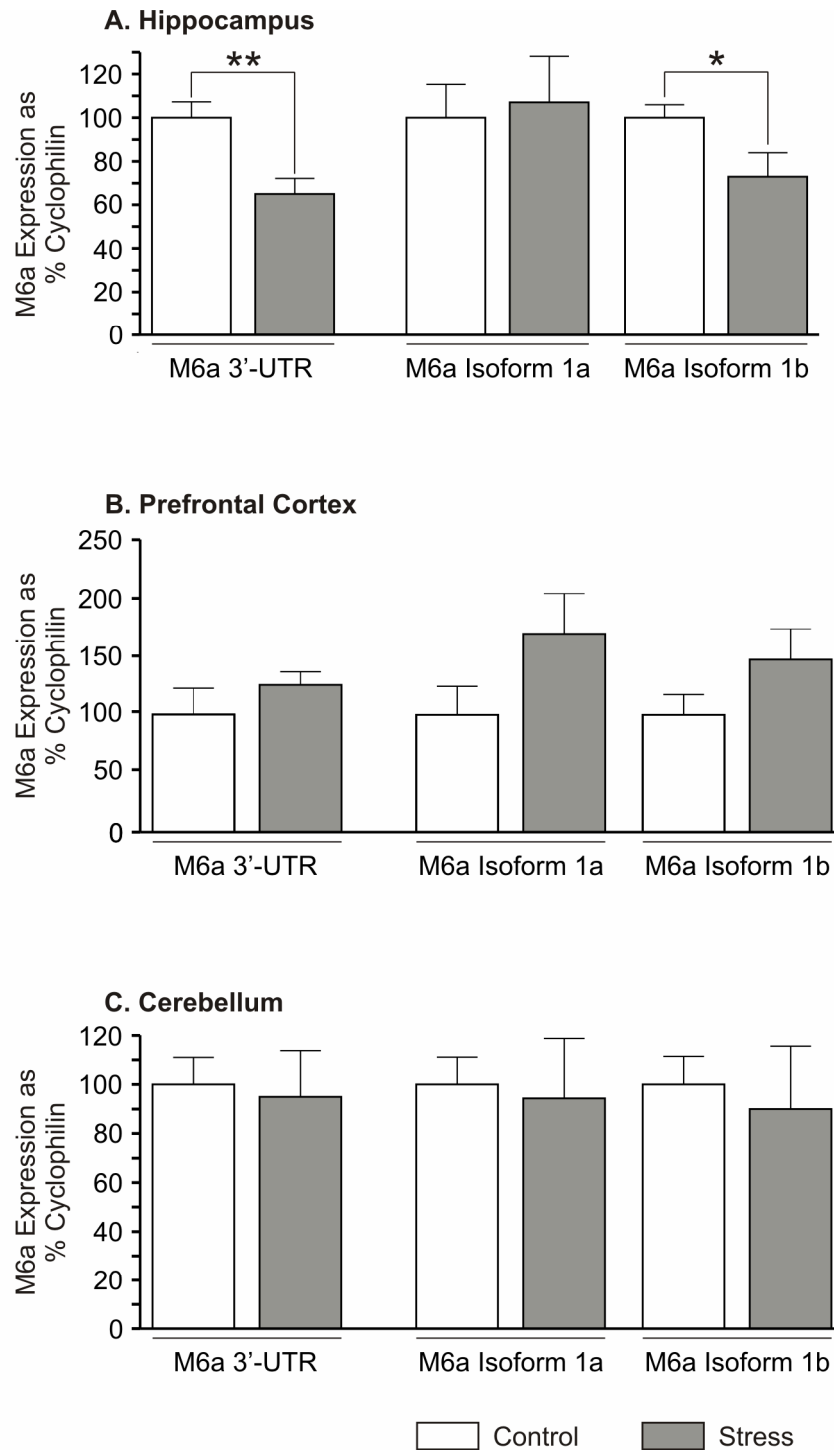 A. Hippocampus
M6a Expression as
% Cyclophilin
120
100
80
60
40
20
0
**
*
M6a 3’-UTR
M6a Isoform 1a
M6a Isoform 1b
B. Prefrontal Cortex
M6a Expression as
% Cyclophilin
250
200
150
100
50
0
M6a 3’-UTR
M6a Isoform 1a
M6a Isoform 1b
C. Cerebellum
M6a Expression as
% Cyclophilin
120
100
80
60
40
20
0
M6a 3’-UTR
M6a Isoform 1a
M6a Isoform 1b
Control
Stress